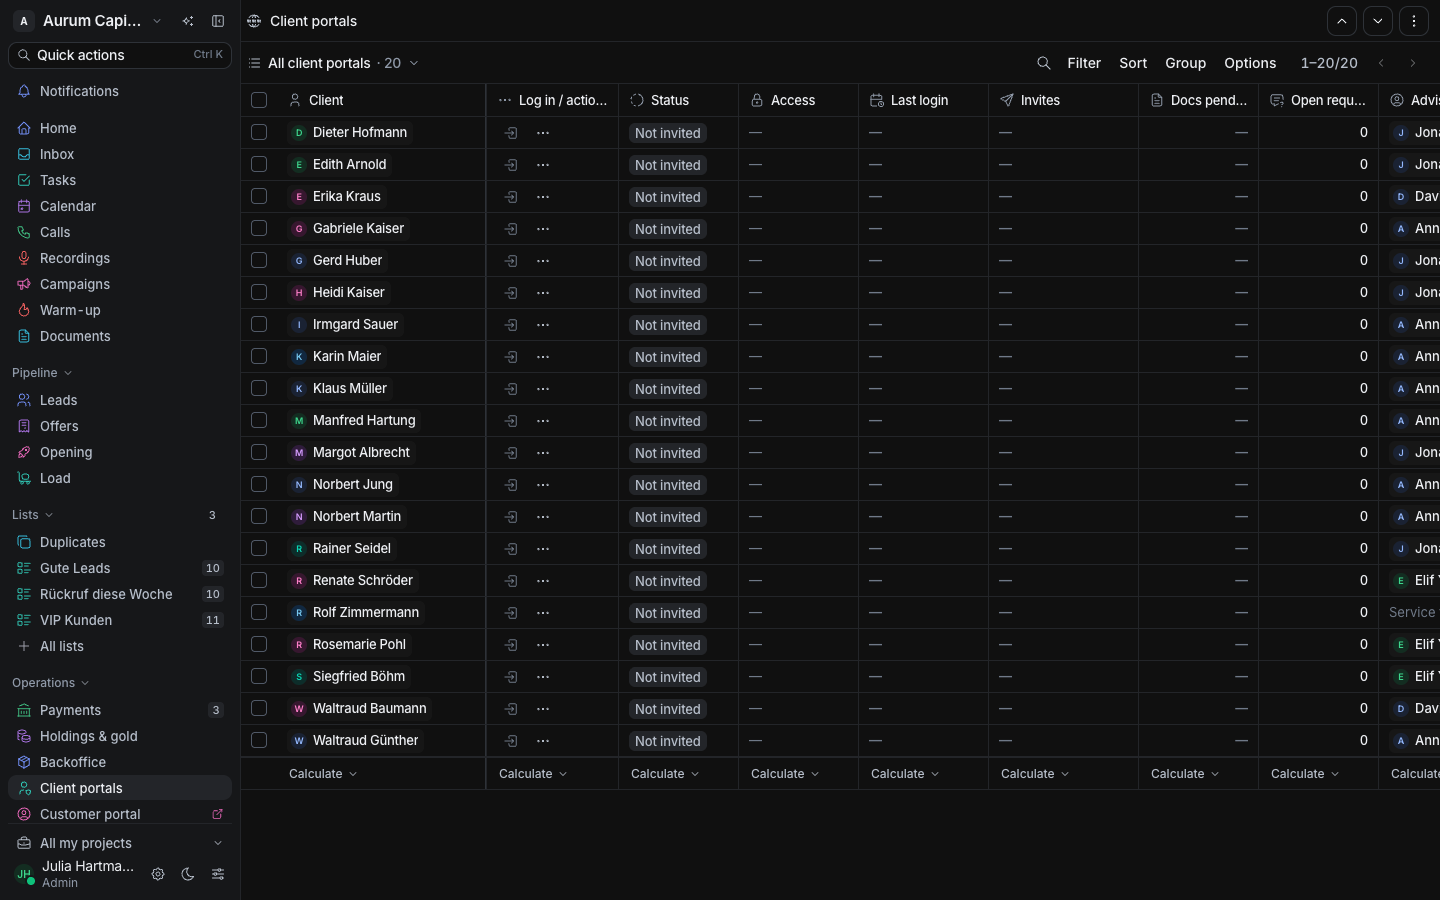 A Aurum Capi...
Quick actions Ctrl K
Notifications
Home
Inbox
Tasks
Calendar
Calls
Recordings
Campaigns
Warm-up
Documents
Pipeline
Leads
Offers
Opening
Load
Lists 3
Duplicates
Gute Leads 10
Rückruf diese Woche 10
VIP Kunden 11
All lists
Operations
Payments 3
Holdings & gold
Backoffice
Client portals
Customer portal
All my projects
JH Julia Hartma...
Admin
Client portals
All client portals · 20 Filter Sort Group Options 1–20/20
Client Log in / actio... Status Access Last login Invites Docs pend... Open requ... Advis
D Dieter Hofmann Not invited — — — — 0 J Jona
E Edith Arnold Not invited — — — — 0 J Jona
E Erika Kraus Not invited — — — — 0 D Dav
G Gabriele Kaiser Not invited — — — — 0 A Ann
G Gerd Huber Not invited — — — — 0 J Jona
H Heidi Kaiser Not invited — — — — 0 J Jona
I Irmgard Sauer Not invited — — — — 0 A Ann
K Karin Maier Not invited — — — — 0 A Ann
K Klaus Müller Not invited — — — — 0 A Ann
M Manfred Hartung Not invited — — — — 0 A Ann
M Margot Albrecht Not invited — — — — 0 J Jona
N Norbert Jung Not invited — — — — 0 A Ann
N Norbert Martin Not invited — — — — 0 A Ann
R Rainer Seidel Not invited — — — — 0 J Jona
R Renate Schröder Not invited — — — — 0 E Elif Y
R Rolf Zimmermann Not invited — — — — 0 Service
R Rosemarie Pohl Not invited — — — — 0 E Elif Y
S Siegfried Böhm Not invited — — — — 0 E Elif Y
W Waltraud Baumann Not invited — — — — 0 D Dav
W Waltraud Günther Not invited — — — — 0 A Ann
Calculate Calculate Calculate Calculate Calculate Calculate Calculate Calculate Calculate